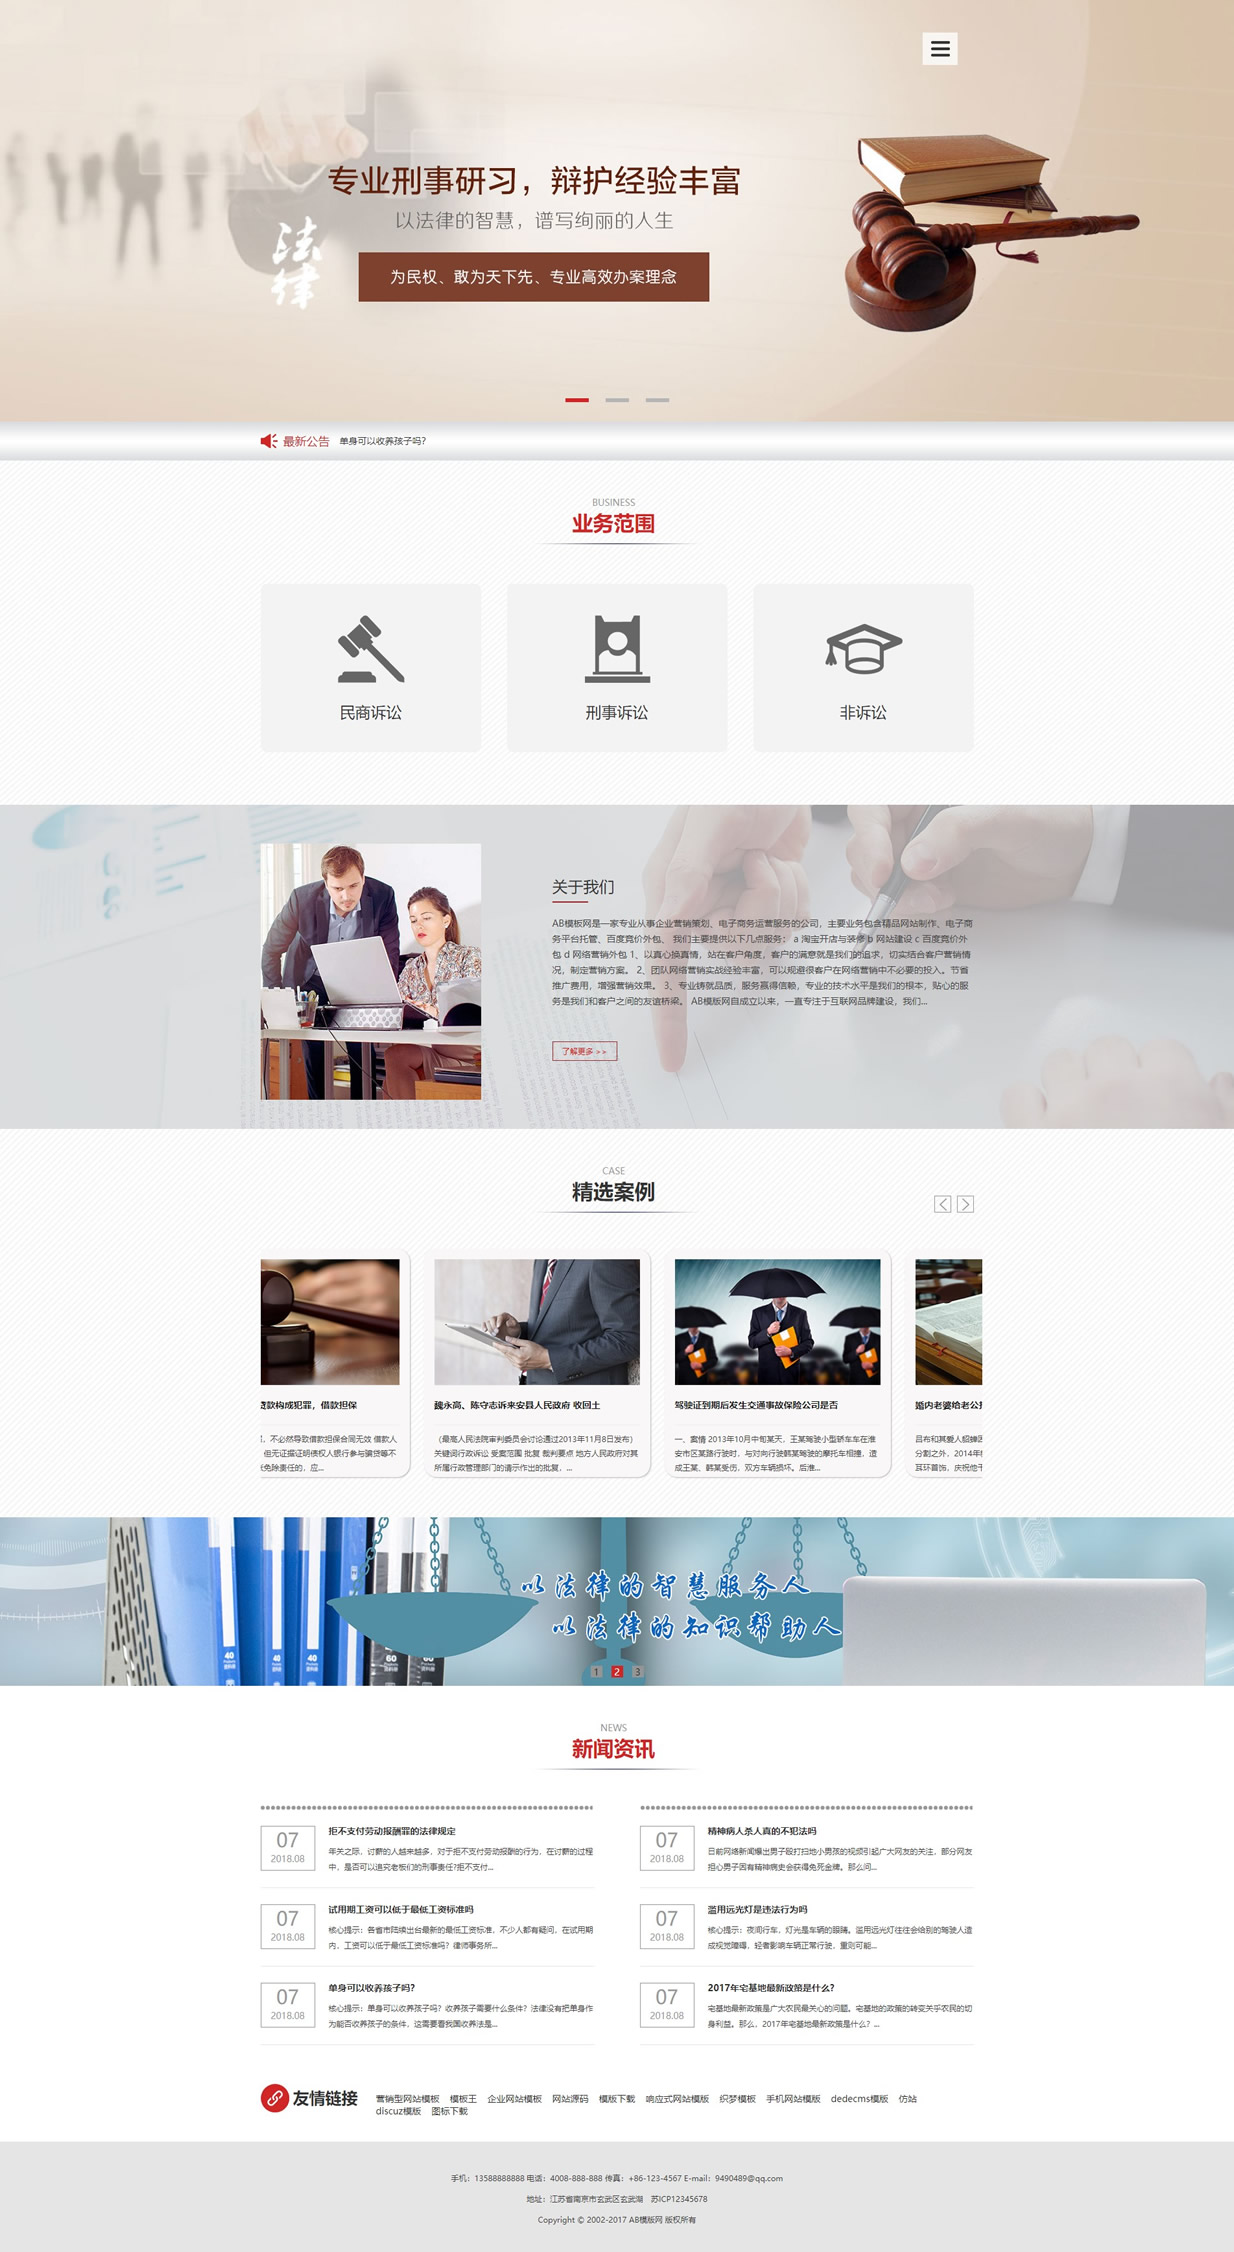 专业刑事研习，辩护经验丰富
以法律的智慧，谱写绚丽的人生
法律
为民权、敢为天下先、专业高效办案理念
最新公告 单身可以收养孩子吗？
BUSINESS
业务范围
民商诉讼 刑事诉讼 非诉讼
关于我们
AB模板网是一家专业从事企业营销策划、电子商务运营服务的公司，主要业务包含精品网站制作、电子商
务平台托管、百度竞价外包、 我们主要提供以下几点服务： a 淘宝开店与装修 b 网站建设 c 百度竞价外
包 d 网络营销外包 1、以真心换真情，站在客户角度，客户的满意就是我们的追求，切实结合客户营销情
况，制定营销方案。 2、团队网络营销实战经验丰富，可以规避很客户在网络营销中不必要的投入。节省
推广费用，增强营销效果。 3、专业铸就品质，服务赢得信赖，专业的技术水平是我们的根本，贴心的服
务是我们和客户之间的友谊桥梁。 AB模版网自成立以来，一直专注于互联网品牌建设，我们...
了解更多 >>
CASE
精选案例
贷款构成犯罪，借款担保
，不必然导致借款担保合同无效 借款人
但无证据证明债权人银行参与骗贷等不
免除责任的，应...
魏永高、陈守志诉来安县人民政府 收回土
（最高人民法院审判委员会讨论通过2013年11月8日发布）
关键词行政诉讼 受案范围 批复 裁判要点 地方人民政府对其
所属行政管理部门的请示作出的批复，...
驾驶证到期后发生交通事故保险公司是否
一、案情 2013年10月中旬某天，王某驾驶小型轿车车在淮
安市区某路行驶时，与对向行驶韩某驾驶的摩托车相撞，造
成王某、韩某受伤，双方车辆损坏。后淮...
婚内老婆给老公打
吕布和其爱人貂蝉因
分割之外，2014年
耳环首饰，庆祝他
以法律的智慧服务人
以法律的知识帮助人
40 40 40 60 60
1 2 3
NEWS
新闻资讯
07
2018.08
拒不支付劳动报酬罪的法律规定
年关之际，讨薪的人越来越多，对于拒不支付劳动报酬的行为，在讨薪的过程
中，是否可以追究老板们的刑事责任?拒不支付...
07
2018.08
精神病人杀人真的不犯法吗
日前网络新闻爆出男子殴打扫地小男孩的视频引起广大网友的关注，部分网友
担心男子因有精神病史会获得免死金牌。那么问...
07
2018.08
试用期工资可以低于最低工资标准吗
核心提示：各省市陆续出台最新的最低工资标准，不少人都有疑问，在试用期
内，工资可以低于最低工资标准吗？律师事务所...
07
2018.08
滥用远光灯是违法行为吗
核心提示：夜间行车，灯光是车辆的眼睛。滥用远光灯往往会给别的驾驶人造
成视觉障碍，轻者影响车辆正常行驶，重则可能...
07
2018.08
单身可以收养孩子吗？
核心提示：单身可以收养孩子吗？收养孩子需要什么条件？法律没有把单身作
为能否收养孩子的条件，这需要看我国收养法是...
07
2018.08
2017年宅基地最新政策是什么？
宅基地最新政策是广大农民最关心的问题。宅基地的政策的转变关乎农民的切
身利益。那么，2017年宅基地最新政策是什么？...
友情链接 营销型网站模板 模板王 企业网站模板 网站源码 模版下载 响应式网站模版 织梦模板 手机网站模版 dedecms模版 仿站
discuz模版 图标下载
手机：13588888888 电话：4008-888-888 传真：+86-123-4567 E-mail：9490489@qq.com
地址：江苏省南京市玄武区玄武湖 苏ICP12345678
Copyright © 2002-2017 AB模版网 版权所有